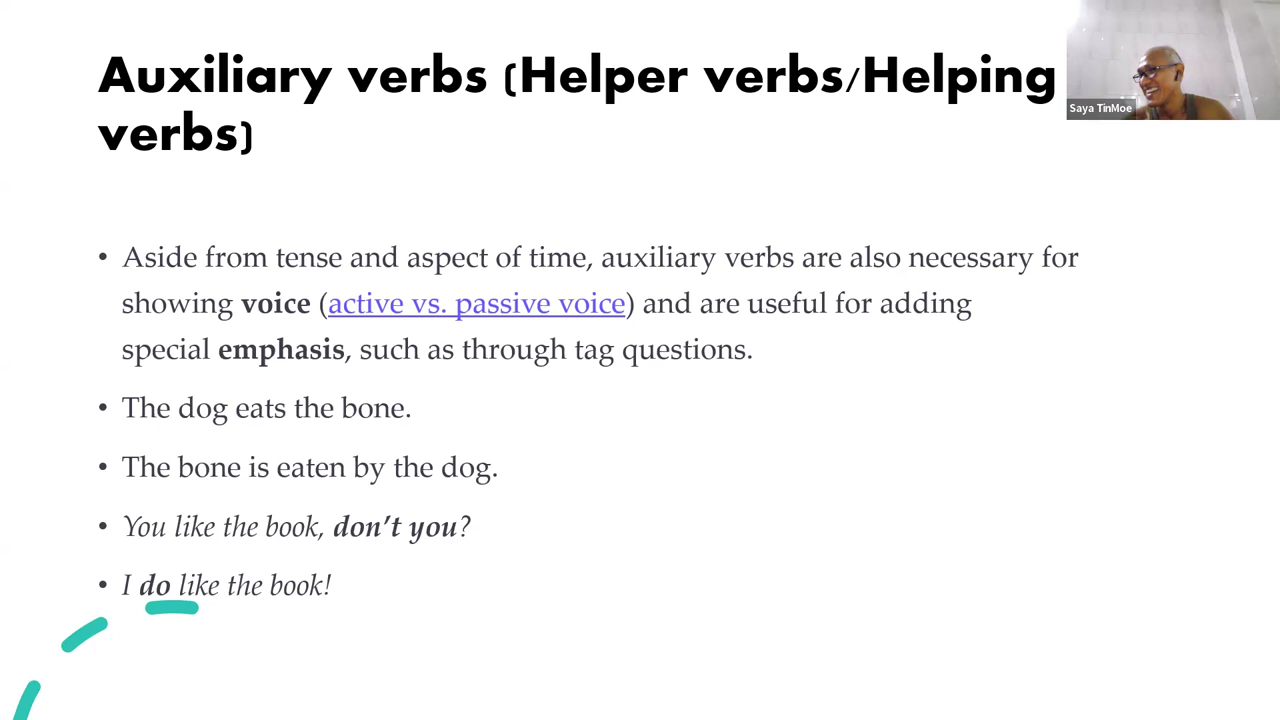 Auxiliary verbs (Helper verbs/Helping
verbs)
Saya TinMoe
• Aside from tense and aspect of time, auxiliary verbs are also necessary for
showing voice (active vs. passive voice) and are useful for adding
special emphasis, such as through tag questions.
• The dog eats the bone.
• The bone is eaten by the dog.
• You like the book, don’t you?
• I do like the book!